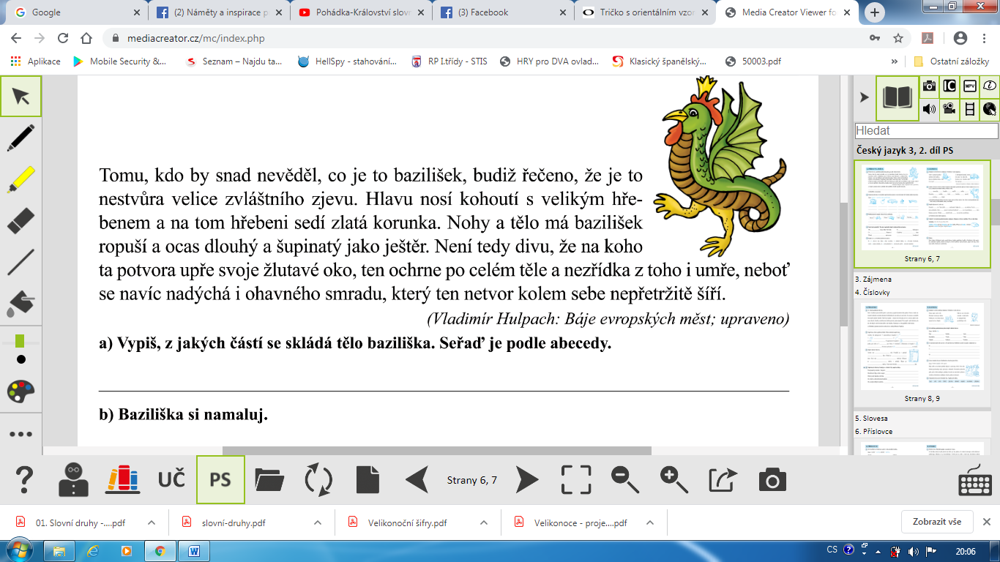 Google
(2) Náměty a inspirace p
Pohádka-Království slovn
(3) Facebook
Tričko s orientálním vzor
Media Creator Viewer fo
mediacreator.cz/mc/index.php
Aplikace
Mobile Security &...
Seznam – Najdu ta...
HellSpy - stahování...
RP I.třídy - STIS
HRY pro DVA ovlad...
Klasický španělský...
50003.pdf
»
Ostatní záložky
Tomu, kdo by snad nevěděl, co je to bazilišek, budiž řečeno, že je to
nestvůra velice zvláštního zjevu. Hlavu má kohoutí s velikým hře-
benem a na tom hřebeni sedí zlatá korunka. Nohy a tělo má bazilišek
ropuší a ocas dlouhý a šupinatý jako ještěr. Není tedy divu, že na koho
ta potvora upře svoje žlutavé oko, ten ochrne po celém těle a nezřídka z toho i umře, neboť
se navíc nadýchá i ohavného smradu, který ten netvor kolem sebe nepřetržitě šíří.
(Vladimír Hulpach: Báje evropských měst; upraveno)
a) Vypiš, z jakých částí se skládá tělo baziliška. Seřaď je podle abecedy.
b) Baziliška si namaluj.
IC
MPV
Hledat
Český jazyk 3, 2. díl PS
Strany 6, 7
3. Zájmena
4. Číslovky
Strany 8, 9
5. Slovesa
6. Příslovce
?
UČ
PS
Strany 6, 7
01. Slovní druhy -....pdf
slovní-druhy.pdf
Velikonoční šifry.pdf
Velikonoce - proje....pdf
Zobrazit vše
CS
20:06